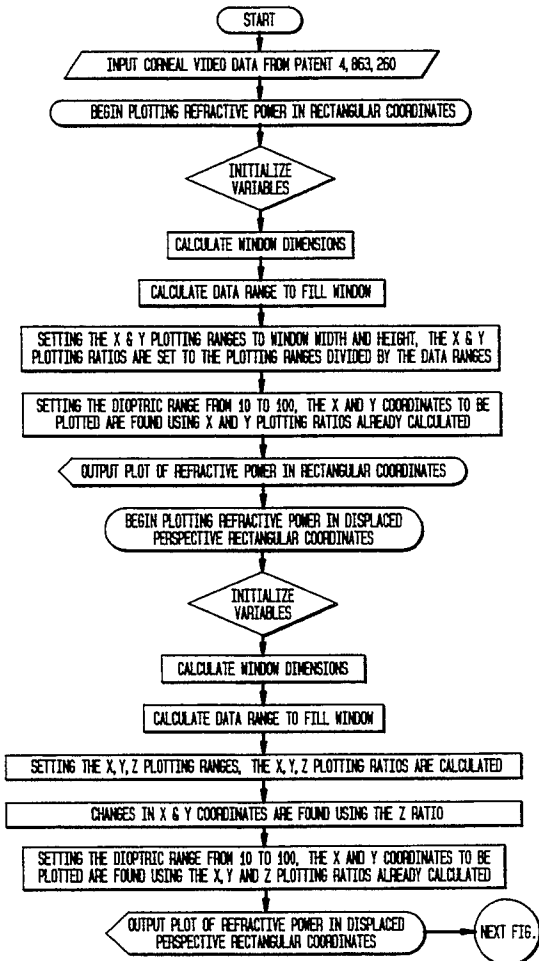 START
INPUT CORNEAL VIDEO DATA FROM PATENT 4,863,260
BEGIN PLOTTING REFRACTIVE POWER IN RECTANGULAR COORDINATES
INITIALIZE
VARIABLES
CALCULATE WINDOW DIMENSIONS
CALCULATE DATA RANGE TO FILL WINDOW
SETTING THE X & Y PLOTTING RANGES TO WINDOW WIDTH AND HEIGHT, THE X & Y
PLOTTING RATIOS ARE SET TO THE PLOTTING RANGES DIVIDED BY THE DATA RANGES
SETTING THE DIOPTRIC RANGE FROM 10 TO 100, THE X AND Y COORDINATES TO BE
PLOTTED ARE FOUND USING X AND Y PLOTTING RATIOS ALREADY CALCULATED
OUTPUT PLOT OF REFRACTIVE POWER IN RECTANGULAR COORDINATES
BEGIN PLOTTING REFRACTIVE POWER IN DISPLACED
PERSPECTIVE RECTANGULAR COORDINATES
INITIALIZE
VARIABLES
CALCULATE WINDOW DIMENSIONS
CALCULATE DATA RANGE TO FILL WINDOW
SETTING THE X,Y,Z PLOTTING RANGES, THE X,Y,Z PLOTTING RATIOS ARE CALCULATED
CHANGES IN X & Y COORDINATES ARE FOUND USING THE Z RATIO
SETTING THE DIOPTRIC RANGE FROM 10 TO 100, THE X AND Y COORDINATES TO BE
PLOTTED ARE FOUND USING THE X,Y AND Z PLOTTING RATIOS ALREADY CALCULATED
OUTPUT PLOT OF REFRACTIVE POWER IN DISPLACED
PERSPECTIVE RECTANGULAR COORDINATES
NEXT FIG.